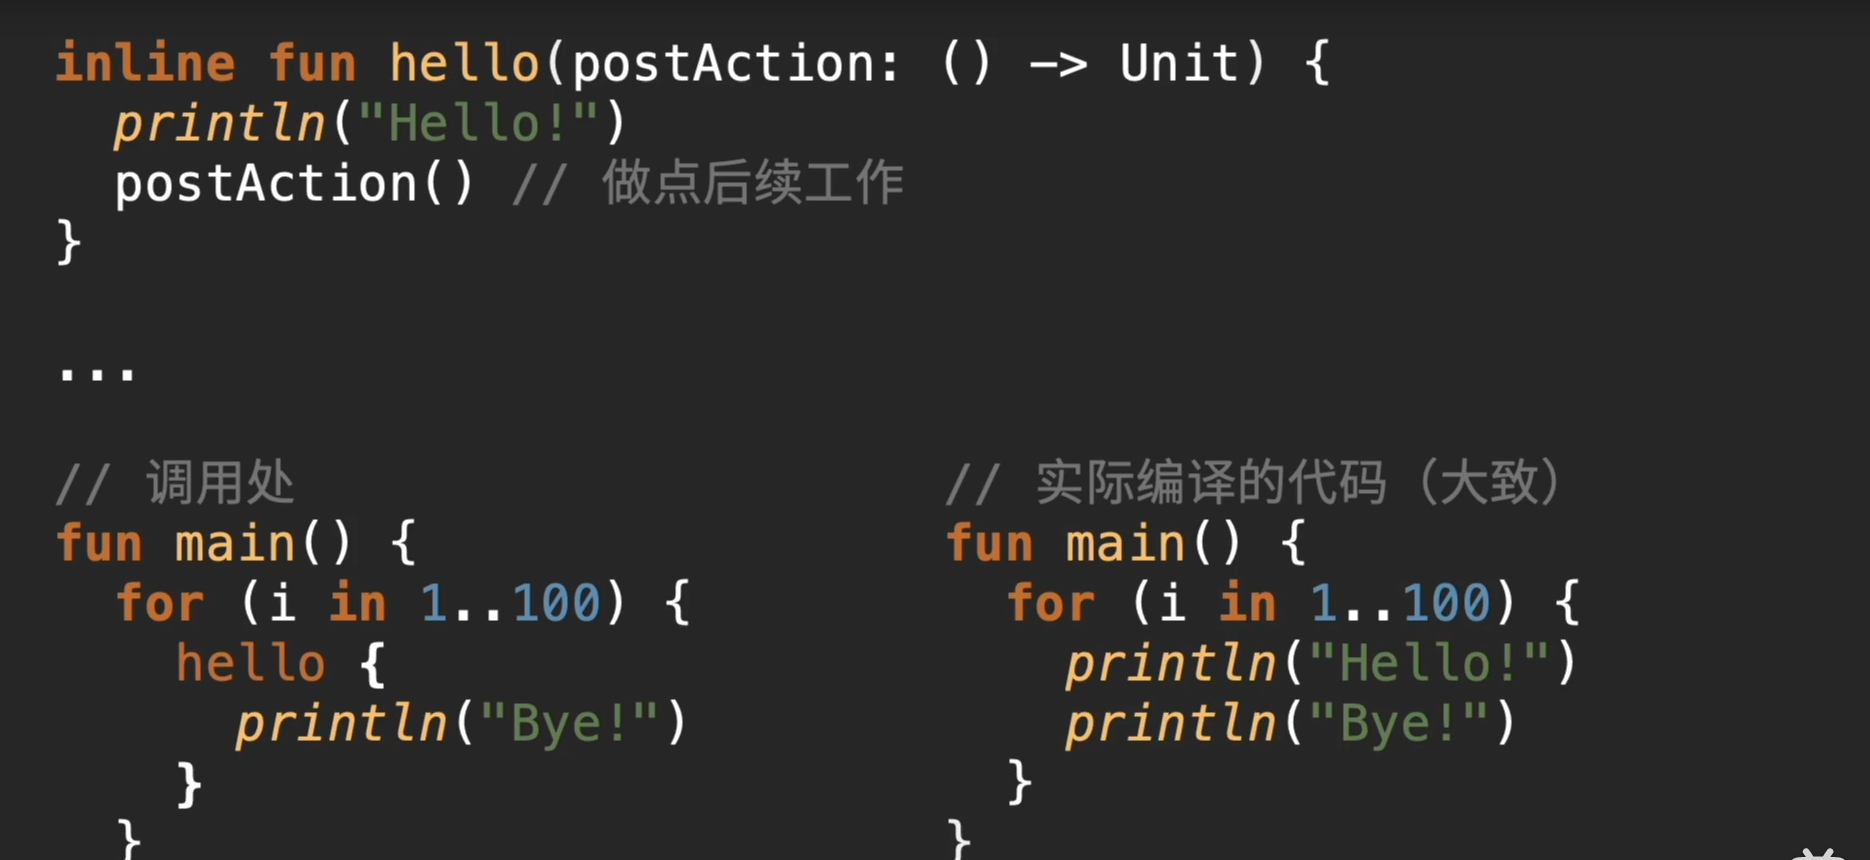 inline fun hello(postAction: () -> Unit) {
  println("Hello!")
  postAction() // 做点后续工作
}
...
// 调用处
fun main() {
  for (i in 1..100) {
    hello {
      println("Bye!")
    }
  }
// 实际编译的代码（大致）
fun main() {
  for (i in 1..100) {
    println("Hello!")
    println("Bye!")
  }
}